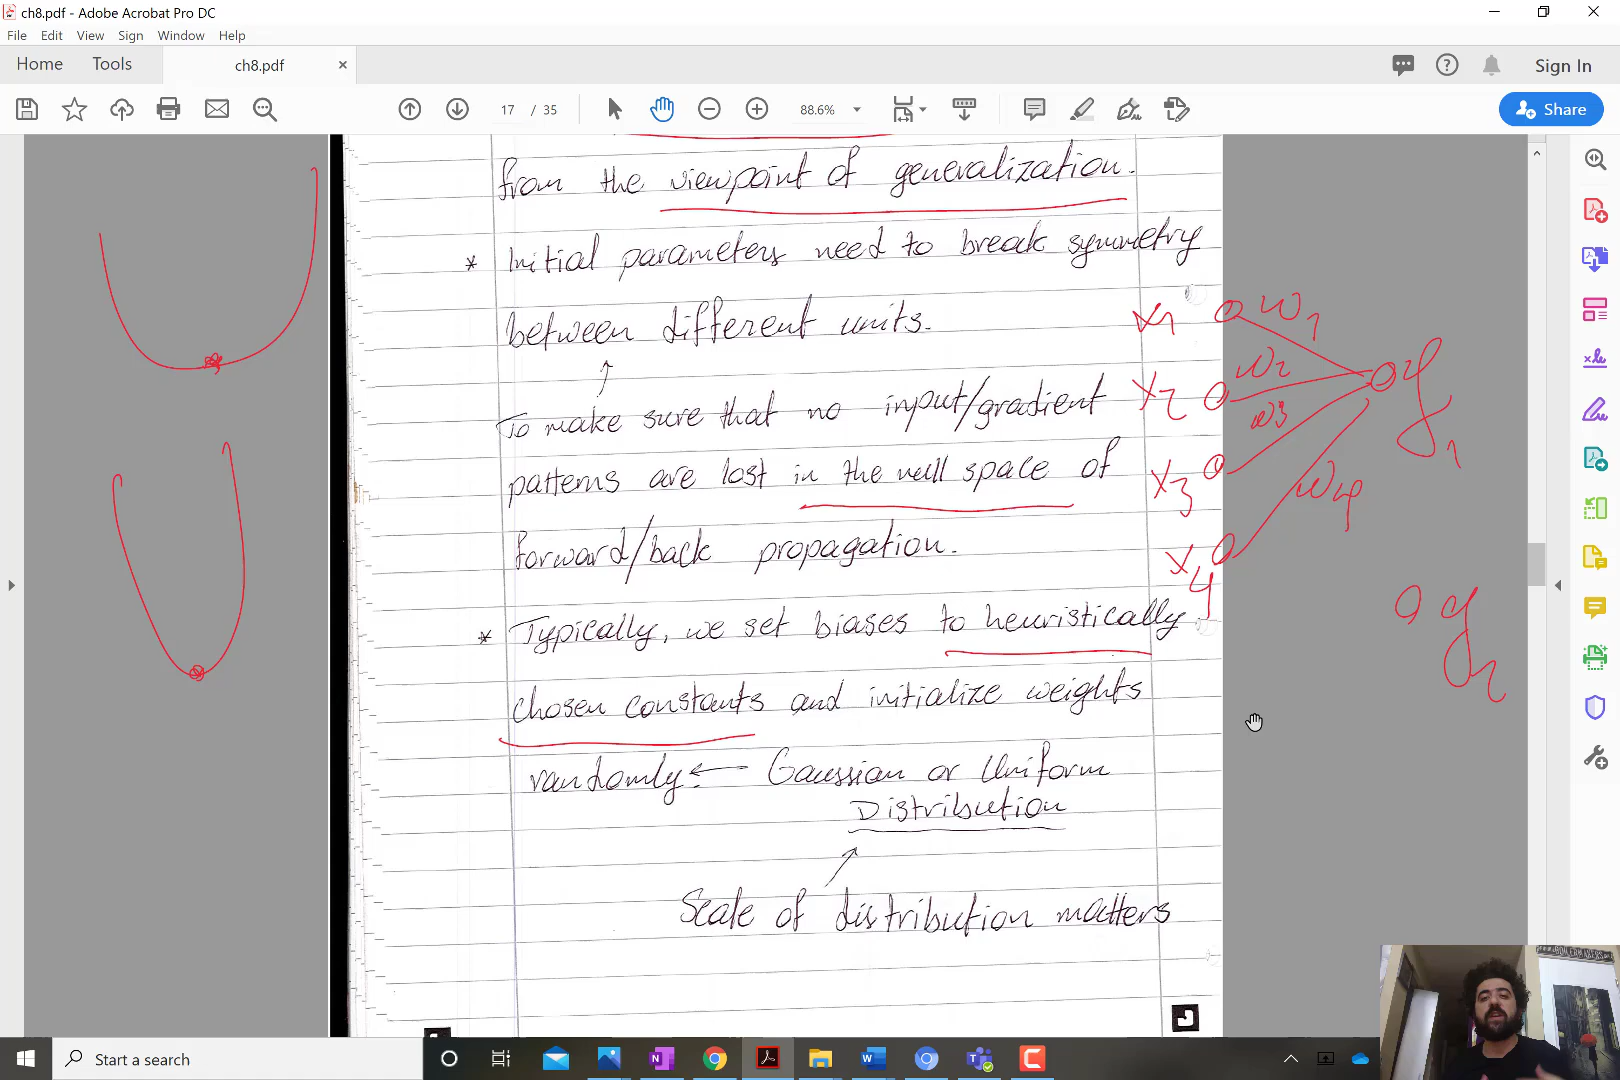 ch8.pdf - Adobe Acrobat Pro DC
File Edit View Sign Window Help
Home Tools ch8.pdf
Sign In
17 / 35
88.6%
Share
from the viewpoint of generalization.
* Initial parameters need to break symmetry
between different units.
To make sure that no input/gradient
patterns are lost in the null space of
forward/back propagation.
* Typically, we set biases to heuristically
chosen constants and initialize weights
randomly. ← Gaussian or Uniform
Distribution
Scale of distribution matters
x1 w1
x2 w2
w3
y1
x3
w4
x4
y2
Start a search